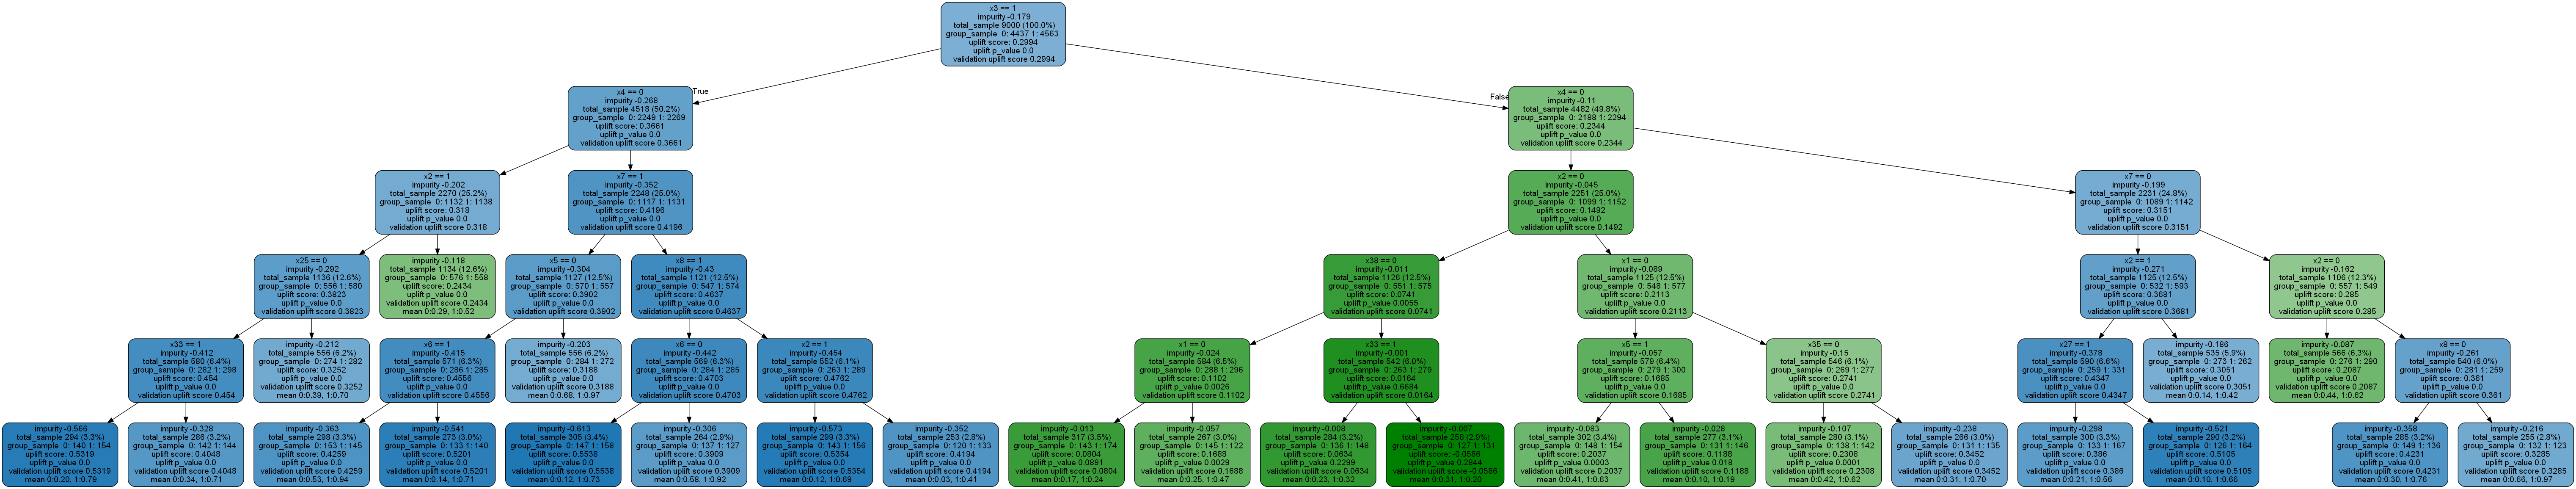 x3 == 1
impurity -0.179
total_sample 9000 (100.0%)
group_sample 0: 4437 1: 4563
uplift score: 0.2994
uplift p_value 0.0
validation uplift score 0.2994
True
False
x4 == 0
impurity -0.268
total_sample 4518 (50.2%)
group_sample 0: 2249 1: 2269
uplift score: 0.3661
uplift p_value 0.0
validation uplift score 0.3661
x4 == 0
impurity -0.11
total_sample 4482 (49.8%)
group_sample 0: 2188 1: 2294
uplift score: 0.2344
uplift p_value 0.0
validation uplift score 0.2344
x2 == 1
impurity -0.202
total_sample 2270 (25.2%)
group_sample 0: 1132 1: 1138
uplift score: 0.318
uplift p_value 0.0
validation uplift score 0.318
x7 == 1
impurity -0.352
total_sample 2248 (25.0%)
group_sample 0: 1117 1: 1131
uplift score: 0.4196
uplift p_value 0.0
validation uplift score 0.4196
x2 == 0
impurity -0.045
total_sample 2251 (25.0%)
group_sample 0: 1099 1: 1152
uplift score: 0.1492
uplift p_value 0.0
validation uplift score 0.1492
x7 == 0
impurity -0.199
total_sample 2231 (24.8%)
group_sample 0: 1089 1: 1142
uplift score: 0.3151
uplift p_value 0.0
validation uplift score 0.3151
x25 == 0
impurity -0.292
total_sample 1136 (12.6%)
group_sample 0: 556 1: 580
uplift score: 0.3823
uplift p_value 0.0
validation uplift score 0.3823
impurity -0.118
total_sample 1134 (12.6%)
group_sample 0: 576 1: 558
uplift score: 0.2434
uplift p_value 0.0
validation uplift score 0.2434
mean 0:0.29, 1:0.52
x5 == 0
impurity -0.304
total_sample 1127 (12.5%)
group_sample 0: 570 1: 557
uplift score: 0.3902
uplift p_value 0.0
validation uplift score 0.3902
x8 == 1
impurity -0.43
total_sample 1121 (12.5%)
group_sample 0: 547 1: 574
uplift score: 0.4637
uplift p_value 0.0
validation uplift score 0.4637
x38 == 0
impurity -0.011
total_sample 1126 (12.5%)
group_sample 0: 551 1: 575
uplift score: 0.0741
uplift p_value 0.0055
validation uplift score 0.0741
x1 == 0
impurity -0.089
total_sample 1125 (12.5%)
group_sample 0: 548 1: 577
uplift score: 0.2113
uplift p_value 0.0
validation uplift score 0.2113
x2 == 1
impurity -0.271
total_sample 1125 (12.5%)
group_sample 0: 532 1: 593
uplift score: 0.3681
uplift p_value 0.0
validation uplift score 0.3681
x2 == 0
impurity -0.162
total_sample 1106 (12.3%)
group_sample 0: 557 1: 549
uplift score: 0.285
uplift p_value 0.0
validation uplift score 0.285
x33 == 1
impurity -0.412
total_sample 580 (6.4%)
group_sample 0: 282 1: 298
uplift score: 0.454
uplift p_value 0.0
validation uplift score 0.454
impurity -0.212
total_sample 556 (6.2%)
group_sample 0: 274 1: 282
uplift score: 0.3252
uplift p_value 0.0
validation uplift score 0.3252
mean 0:0.39, 1:0.70
x6 == 1
impurity -0.415
total_sample 571 (6.3%)
group_sample 0: 286 1: 285
uplift score: 0.4556
uplift p_value 0.0
validation uplift score 0.4556
impurity -0.203
total_sample 556 (6.2%)
group_sample 0: 284 1: 272
uplift score: 0.3188
uplift p_value 0.0
validation uplift score 0.3188
mean 0:0.68, 1:0.97
x6 == 0
impurity -0.442
total_sample 569 (6.3%)
group_sample 0: 284 1: 285
uplift score: 0.4703
uplift p_value 0.0
validation uplift score 0.4703
x2 == 1
impurity -0.454
total_sample 552 (6.1%)
group_sample 0: 263 1: 289
uplift score: 0.4762
uplift p_value 0.0
validation uplift score 0.4762
x1 == 0
impurity -0.024
total_sample 584 (6.5%)
group_sample 0: 288 1: 296
uplift score: 0.1102
uplift p_value 0.0026
validation uplift score 0.1102
x33 == 1
impurity -0.001
total_sample 542 (6.0%)
group_sample 0: 263 1: 279
uplift score: 0.0164
uplift p_value 0.6684
validation uplift score 0.0164
x5 == 1
impurity -0.057
total_sample 579 (6.4%)
group_sample 0: 279 1: 300
uplift score: 0.1685
uplift p_value 0.0
validation uplift score 0.1685
x35 == 0
impurity -0.15
total_sample 546 (6.1%)
group_sample 0: 269 1: 277
uplift score: 0.2741
uplift p_value 0.0
validation uplift score 0.2741
x27 == 1
impurity -0.378
total_sample 590 (6.6%)
group_sample 0: 259 1: 331
uplift score: 0.4347
uplift p_value 0.0
validation uplift score 0.4347
impurity -0.186
total_sample 535 (5.9%)
group_sample 0: 273 1: 262
uplift score: 0.3051
uplift p_value 0.0
validation uplift score 0.3051
mean 0:0.14, 1:0.42
impurity -0.087
total_sample 566 (6.3%)
group_sample 0: 276 1: 290
uplift score: 0.2087
uplift p_value 0.0
validation uplift score 0.2087
mean 0:0.44, 1:0.62
x8 == 0
impurity -0.261
total_sample 540 (6.0%)
group_sample 0: 281 1: 259
uplift score: 0.361
uplift p_value 0.0
validation uplift score 0.361
impurity -0.566
total_sample 294 (3.3%)
group_sample 0: 140 1: 154
uplift score: 0.5319
uplift p_value 0.0
validation uplift score 0.5319
mean 0:0.20, 1:0.79
impurity -0.328
total_sample 286 (3.2%)
group_sample 0: 142 1: 144
uplift score: 0.4048
uplift p_value 0.0
validation uplift score 0.4048
mean 0:0.34, 1:0.71
impurity -0.363
total_sample 298 (3.3%)
group_sample 0: 153 1: 145
uplift score: 0.4259
uplift p_value 0.0
validation uplift score 0.4259
mean 0:0.53, 1:0.94
impurity -0.541
total_sample 273 (3.0%)
group_sample 0: 133 1: 140
uplift score: 0.5201
uplift p_value 0.0
validation uplift score 0.5201
mean 0:0.14, 1:0.71
impurity -0.613
total_sample 305 (3.4%)
group_sample 0: 147 1: 158
uplift score: 0.5538
uplift p_value 0.0
validation uplift score 0.5538
mean 0:0.12, 1:0.73
impurity -0.306
total_sample 264 (2.9%)
group_sample 0: 137 1: 127
uplift score: 0.3909
uplift p_value 0.0
validation uplift score 0.3909
mean 0:0.58, 1:0.92
impurity -0.573
total_sample 299 (3.3%)
group_sample 0: 143 1: 156
uplift score: 0.5354
uplift p_value 0.0
validation uplift score 0.5354
mean 0:0.12, 1:0.69
impurity -0.352
total_sample 253 (2.8%)
group_sample 0: 120 1: 133
uplift score: 0.4194
uplift p_value 0.0
validation uplift score 0.4194
mean 0:0.03, 1:0.41
impurity -0.013
total_sample 317 (3.5%)
group_sample 0: 143 1: 174
uplift score: 0.0804
uplift p_value 0.0891
validation uplift score 0.0804
mean 0:0.17, 1:0.24
impurity -0.057
total_sample 267 (3.0%)
group_sample 0: 145 1: 122
uplift score: 0.1688
uplift p_value 0.0029
validation uplift score 0.1688
mean 0:0.25, 1:0.47
impurity -0.008
total_sample 284 (3.2%)
group_sample 0: 136 1: 148
uplift score: 0.0634
uplift p_value 0.2299
validation uplift score 0.0634
mean 0:0.23, 1:0.32
impurity -0.007
total_sample 258 (2.9%)
group_sample 0: 127 1: 131
uplift score: -0.0586
uplift p_value 0.2844
validation uplift score -0.0586
mean 0:0.31, 1:0.20
impurity -0.083
total_sample 302 (3.4%)
group_sample 0: 148 1: 154
uplift score: 0.2037
uplift p_value 0.0003
validation uplift score 0.2037
mean 0:0.41, 1:0.63
impurity -0.028
total_sample 277 (3.1%)
group_sample 0: 131 1: 146
uplift score: 0.1188
uplift p_value 0.018
validation uplift score 0.1188
mean 0:0.10, 1:0.19
impurity -0.107
total_sample 280 (3.1%)
group_sample 0: 138 1: 142
uplift score: 0.2308
uplift p_value 0.0001
validation uplift score 0.2308
mean 0:0.42, 1:0.62
impurity -0.238
total_sample 266 (3.0%)
group_sample 0: 131 1: 135
uplift score: 0.3452
uplift p_value 0.0
validation uplift score 0.3452
mean 0:0.31, 1:0.70
impurity -0.298
total_sample 300 (3.3%)
group_sample 0: 133 1: 167
uplift score: 0.386
uplift p_value 0.0
validation uplift score 0.386
mean 0:0.21, 1:0.56
impurity -0.521
total_sample 290 (3.2%)
group_sample 0: 126 1: 164
uplift score: 0.5105
uplift p_value 0.0
validation uplift score 0.5105
mean 0:0.10, 1:0.66
impurity -0.358
total_sample 285 (3.2%)
group_sample 0: 149 1: 136
uplift score: 0.4231
uplift p_value 0.0
validation uplift score 0.4231
mean 0:0.30, 1:0.76
impurity -0.216
total_sample 255 (2.8%)
group_sample 0: 132 1: 123
uplift score: 0.3285
uplift p_value 0.0
validation uplift score 0.3285
mean 0:0.66, 1:0.97